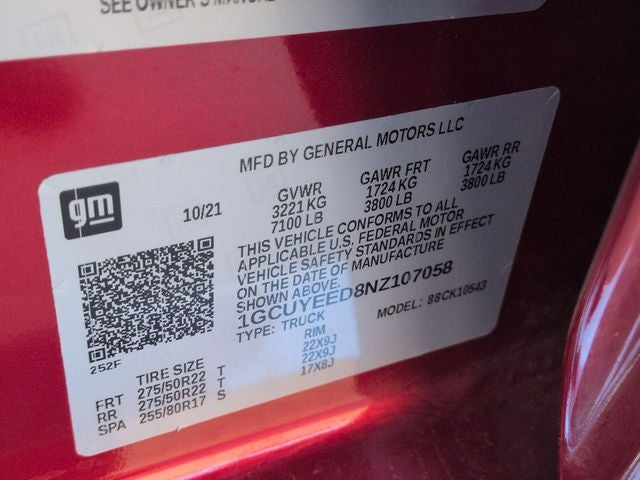 SEE OWNER'S MANUAL
MFD BY GENERAL MOTORS LLC
gm
10/21
GVWR GAWR FRT GAWR RR
3221 KG 1724 KG 1724 KG
7100 LB 3800 LB 3800 LB
THIS VEHICLE CONFORMS TO ALL
APPLICABLE U.S. FEDERAL MOTOR
VEHICLE SAFETY STANDARDS IN EFFECT
ON THE DATE OF MANUFACTURE
SHOWN ABOVE.
1GCUYEED8NZ107058
TYPE: TRUCK MODEL: 88CK10543
252F
TIRE SIZE RIM
FRT 275/50R22 T 22X9J
RR 275/50R22 T 22X9J
SPA 255/80R17 S 17X8J